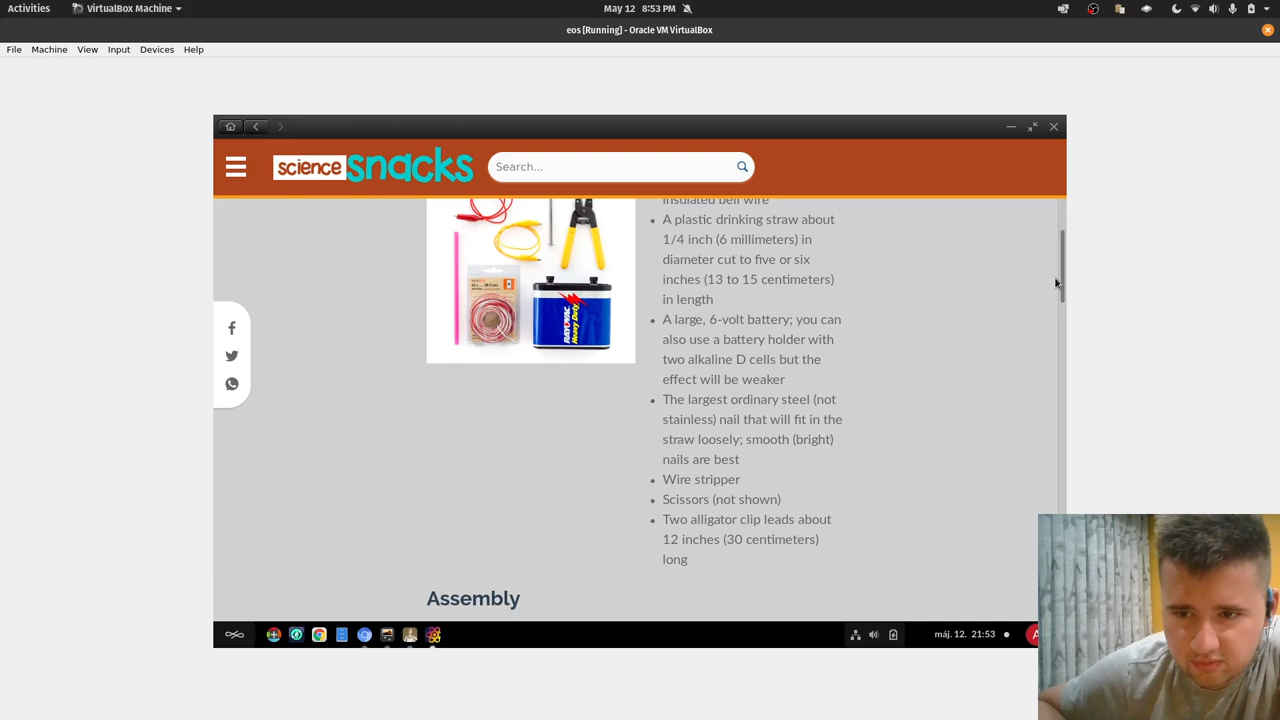 Activities VirtualBox Machine May 12 8:53 PM
eos [Running] - Oracle VM VirtualBox
File Machine View Input Devices Help
science snacks Search...
insulated bell wire
A plastic drinking straw about
1/4 inch (6 millimeters) in
diameter cut to five or six
inches (13 to 15 centimeters)
in length
A large, 6-volt battery; you can
also use a battery holder with
two alkaline D cells but the
effect will be weaker
The largest ordinary steel (not
stainless) nail that will fit in the
straw loosely; smooth (bright)
nails are best
Wire stripper
Scissors (not shown)
Two alligator clip leads about
12 inches (30 centimeters)
long
RAYOVAC
Heavy Duty
Assembly
máj. 12. 21:53